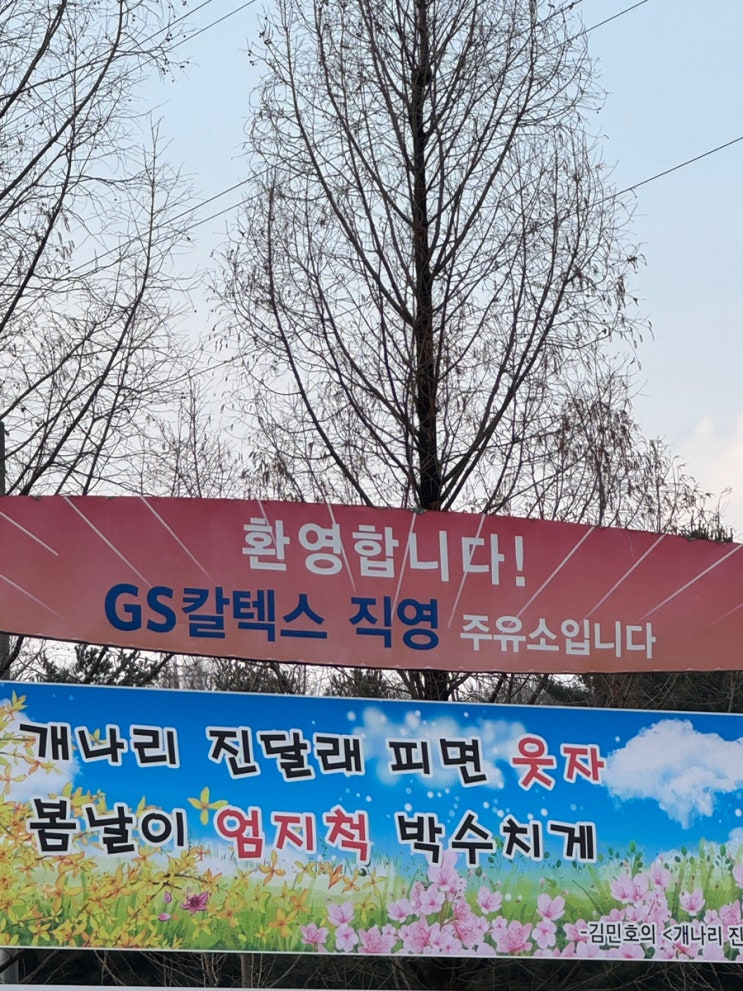 환영합니다!
GS칼텍스 직영 주유소입니다
개나리 진달래 피면 웃자
봄날이 엄지척 박수치게
-김민호의 <개나리 진